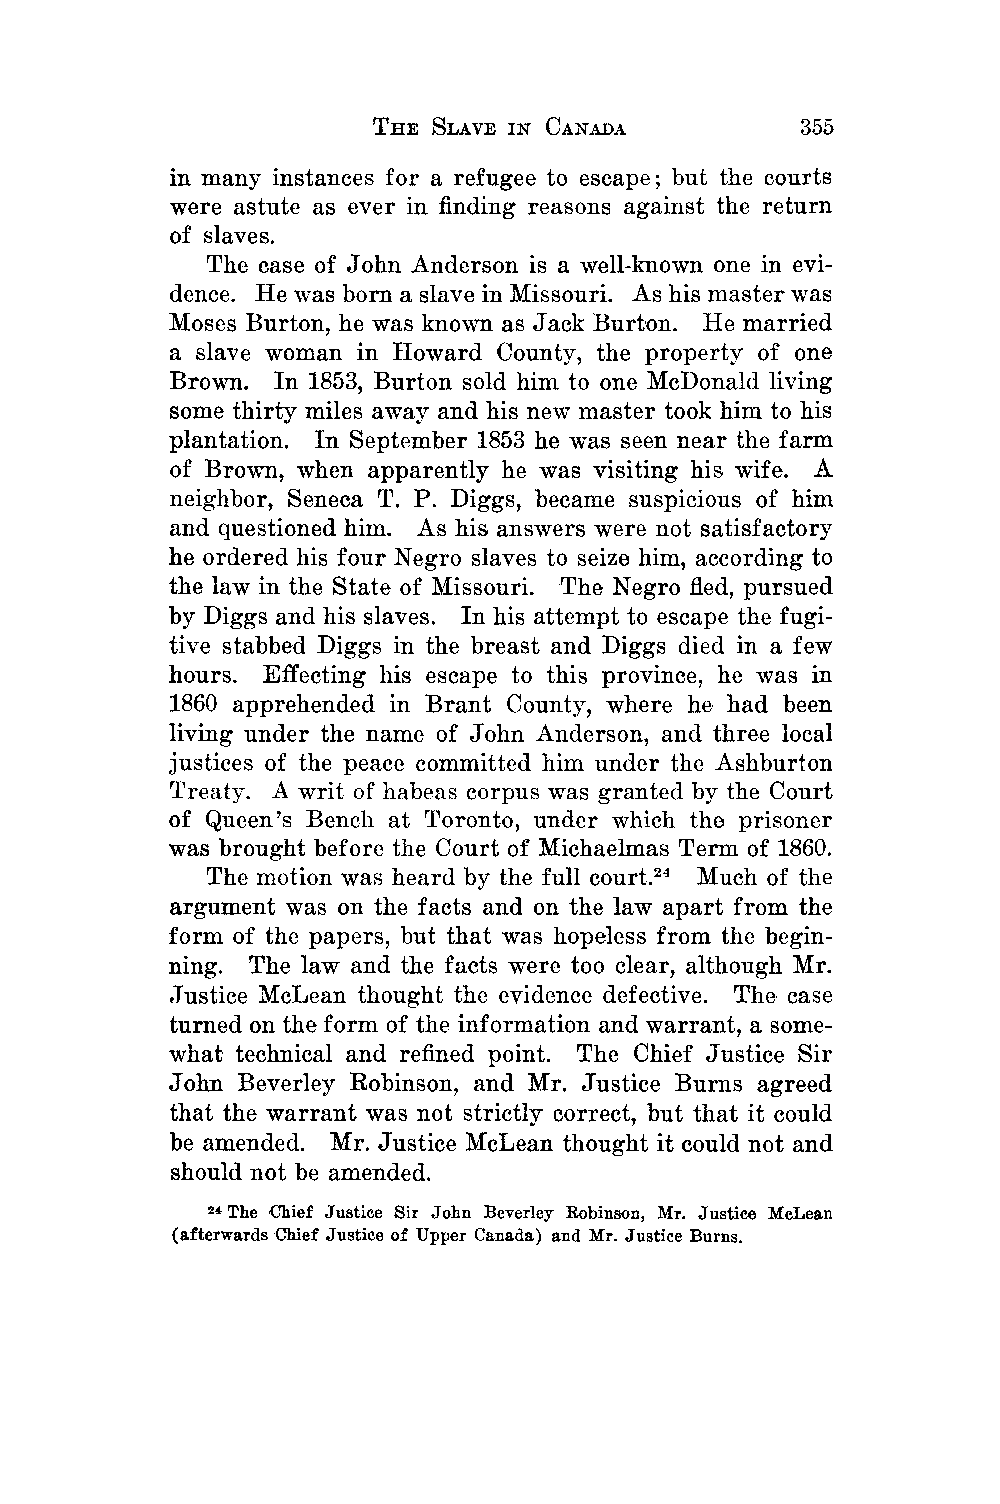 THE SLAVE IN CANADA 355
in many instances for a refugee to escape; but the courts
were astute as ever in finding reasons against the return
of slaves.
The case of John Anderson is a well-known one in evi-
dence. He was born a slave in Missouri. As his master was
Moses Burton, he was known as Jack Burton. He married
a slave woman in Howard County, the property of one
Brown. In 1853, Burton sold him to one McDonald living
some thirty miles away and his new master took him to his
plantation. In September 1853 he was seen near the farm
of Brown, when apparently he was visiting his wife. A
neighbor, Seneca T. P. Diggs, became suspicious of him
and questioned him. As his answers were not satisfactory
he ordered his four Negro slaves to seize him, according to
the law in the State of Missouri. The Negro fled, pursued
by Diggs and his slaves. In his attempt to escape the fugi-
tive stabbed Diggs in the breast and Diggs died in a few
hours. Effecting his escape to this province, he was in
1860 apprehended in Brant County, where he had been
living under the name of John Anderson, and three local
justices of the peace committed him under the Ashburton
Treaty. A writ of habeas corpus was granted by the Court
of Queen's Bench at Toronto, under which the prisoner
was brought before the Court of Michaelmas Term of 1860.
The motion was heard by the full court.24 Much of the
argument was on the facts and on the law apart from the
form of the papers, but that was hopeless from the begin-
ning. The law and the facts were too clear, although Mr.
Justice McLean thought the evidence defective. The case
turned on the form of the information and warrant, a some-
what technical and refined point. The Chief Justice Sir
John Beverley Robinson, and Mr. Justice Burns agreed
that the warrant was not strictly correct, but that it could
be amended. Mr. Justice McLean thought it could not and
should not be amended.
24 The Chief Justice Sir John Beverley Robinson, Mr. Justice McLean
(afterwards Chief Justice of Upper Canada) and Mr. Justice Burns.